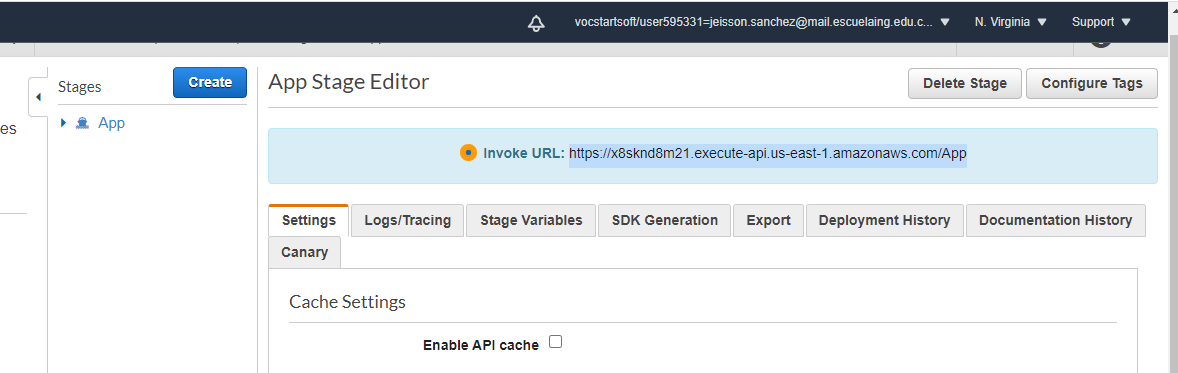 vocstartsoft/user595331=jeisson.sanchez@mail.escuelaing.edu.c... N. Virginia Support
Stages Create
App
es
App Stage Editor Delete Stage Configure Tags
Invoke URL: https://x8sknd8m21.execute-api.us-east-1.amazonaws.com/App
Settings Logs/Tracing Stage Variables SDK Generation Export Deployment History Documentation History
Canary
Cache Settings
Enable API cache